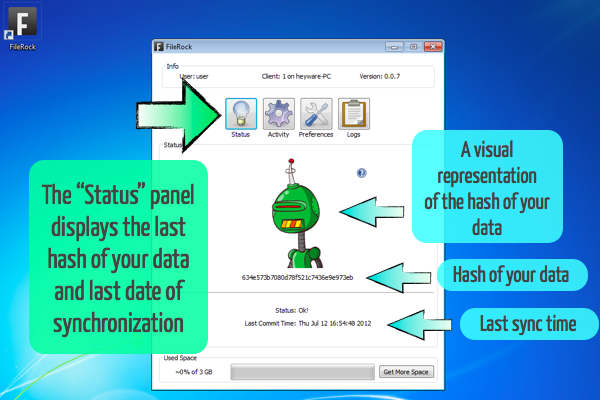 F
FileRock
F FileRock
Info
User: user Client: 1 on heyware-PC Version: 0.0.7
Status Activity Preferences Logs
Status
?
634e573b7080d78f521c7436e9e973eb
Status: Ok!
Last Commit Time: Thu Jul 12 16:54:48 2012
Used Space
~0% of 3 GB
Get More Space
The “Status” panel
displays the last
hash of your data
and last date of
synchronization
A visual
representation
of the hash of your
data
Hash of your data
Last sync time